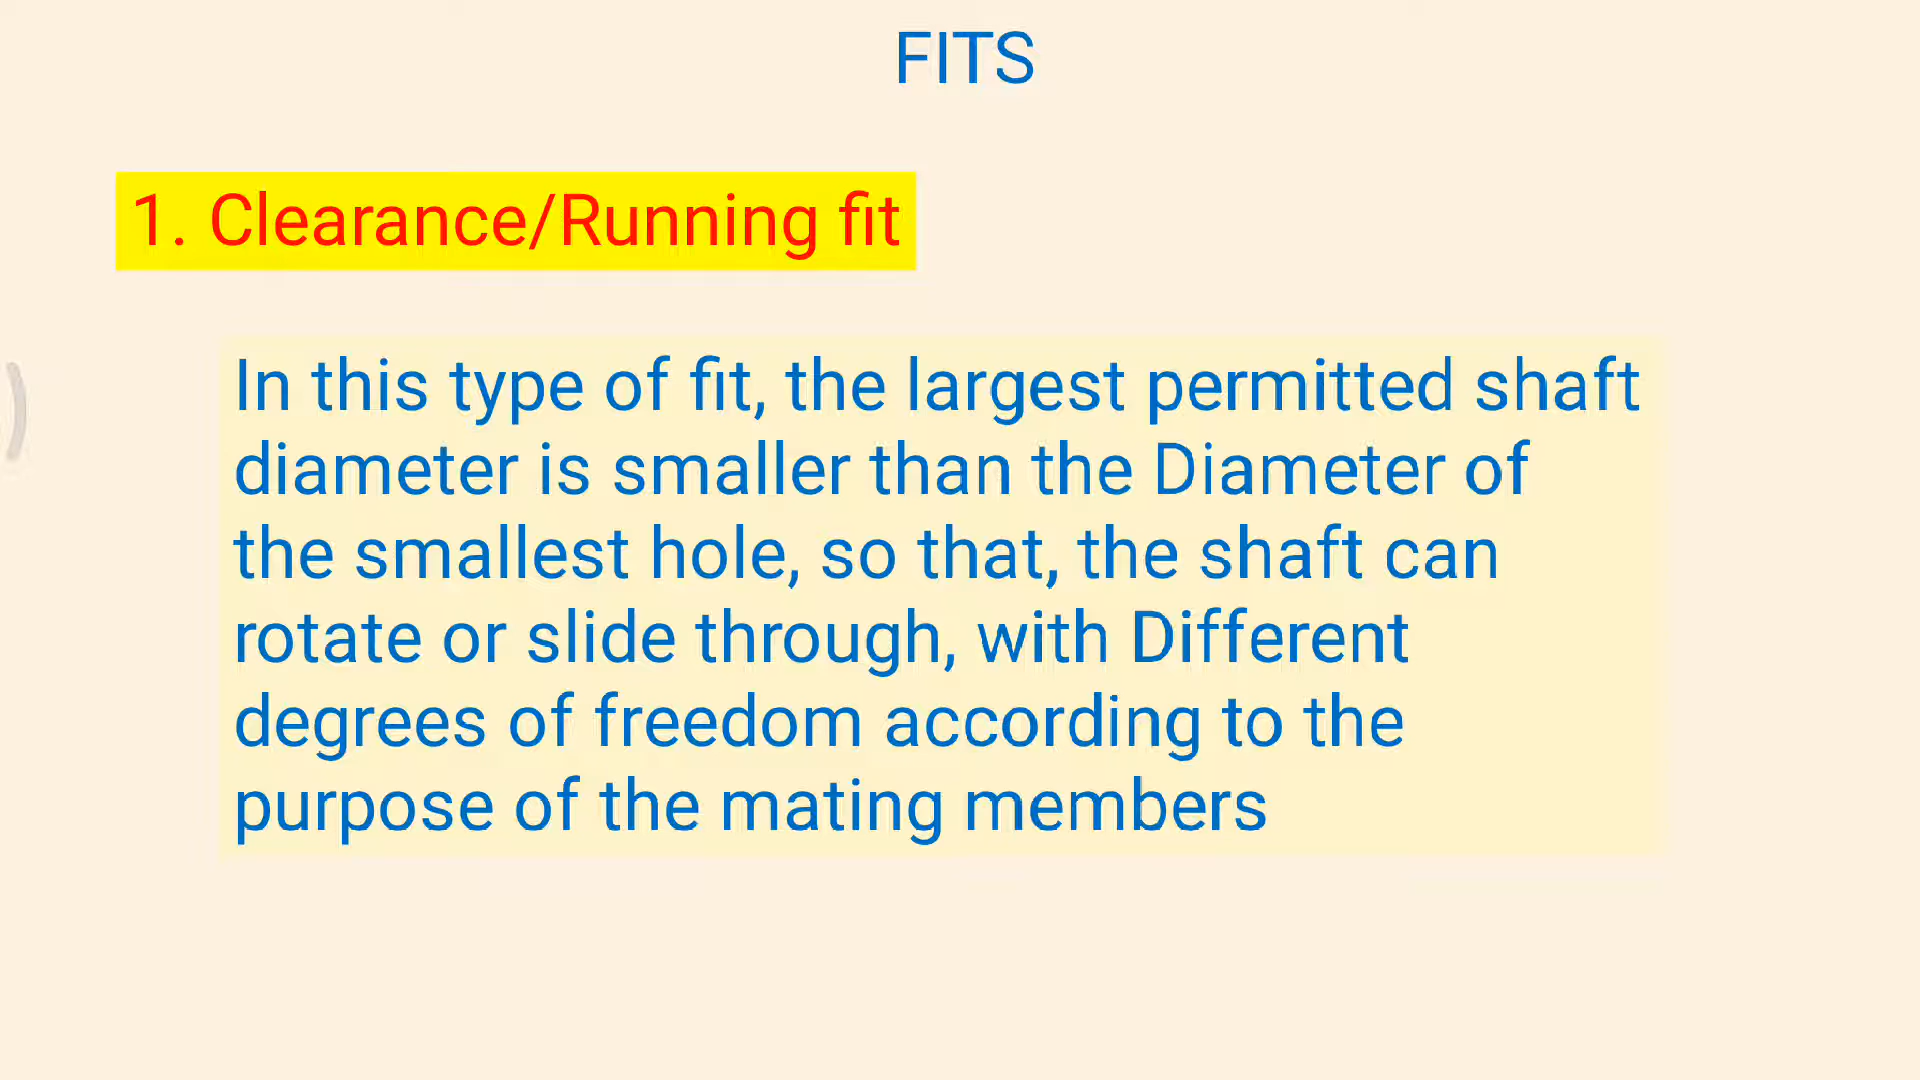 FITS
1. Clearance/Running fit
In this type of fit, the largest permitted shaft
diameter is smaller than the Diameter of
the smallest hole, so that, the shaft can
rotate or slide through, with Different
degrees of freedom according to the
purpose of the mating members